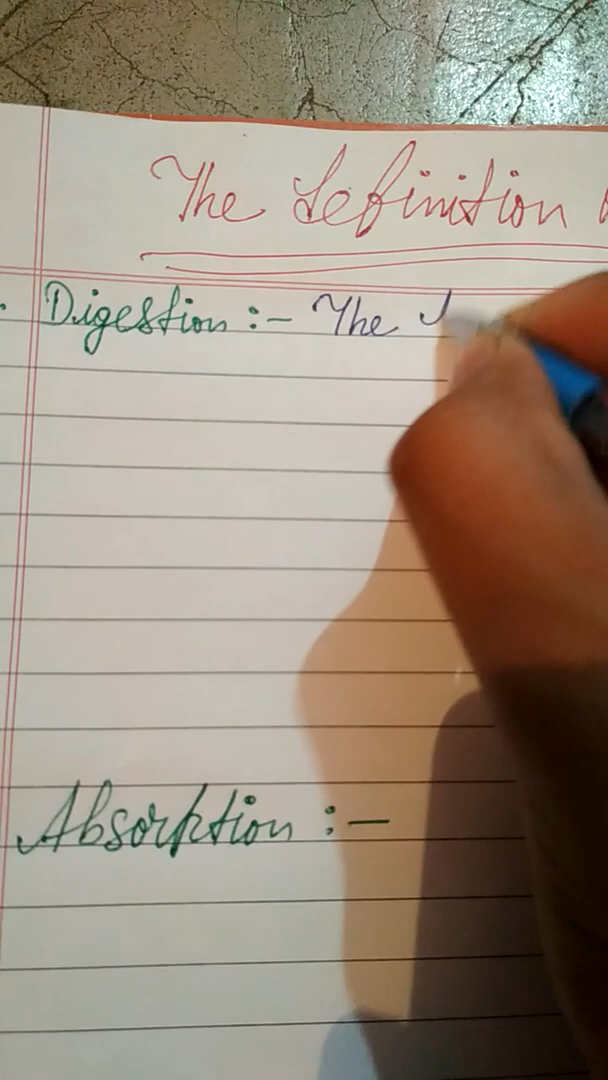 The Definition
Digestion :- The
Absorption :-